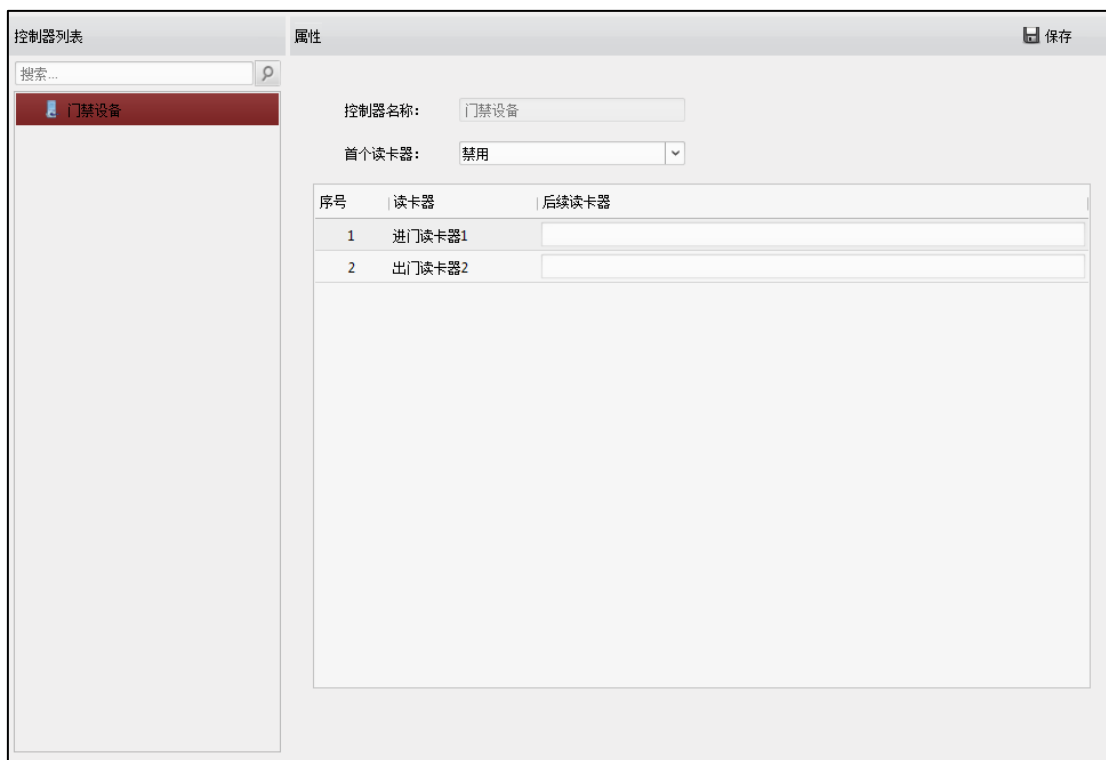 控制器列表
属性
保存
搜索...
门禁设备
控制器名称：
门禁设备
首个读卡器：
禁用
序号 读卡器 后续读卡器
1 进门读卡器1
2 出门读卡器2